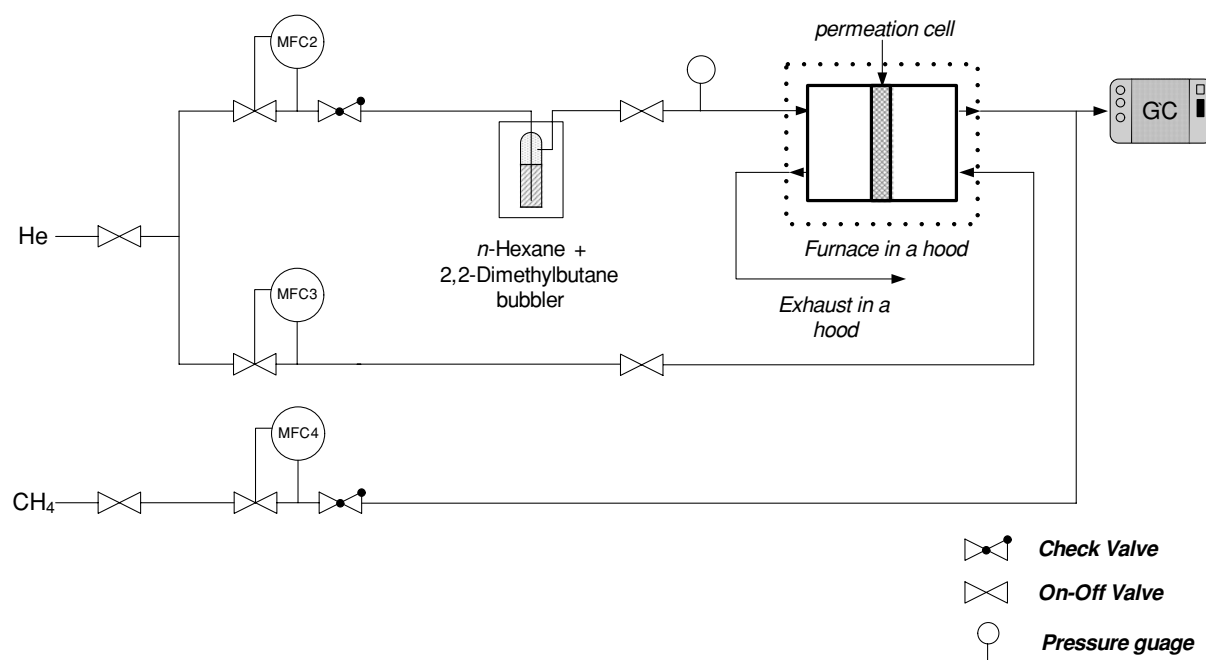 MFC2
permeation cell
GC
He
n-Hexane +
2,2-Dimethylbutane
bubbler
Furnace in a hood
Exhaust in a
hood
MFC3
MFC4
CH₄
Check Valve
On-Off Valve
Pressure guage